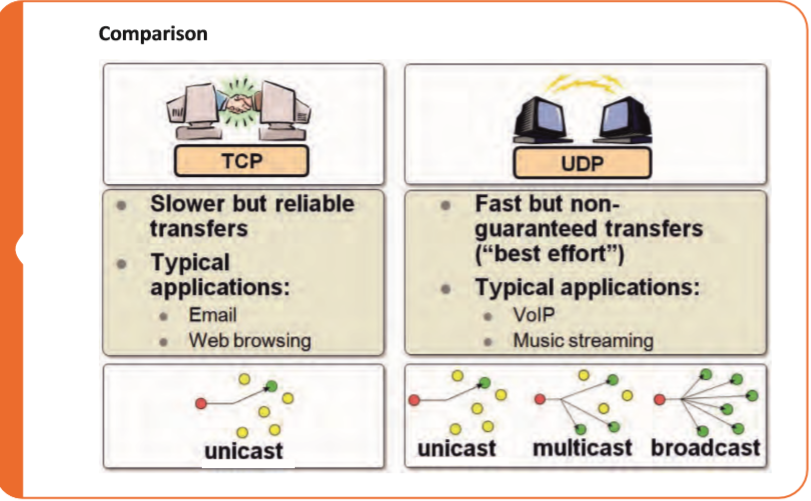 Comparison
TCP
Slower but reliable
transfers
Typical
applications:
Email
Web browsing
unicast
UDP
Fast but non-
guaranteed transfers
(“best effort”)
Typical applications:
VoIP
Music streaming
unicast multicast broadcast